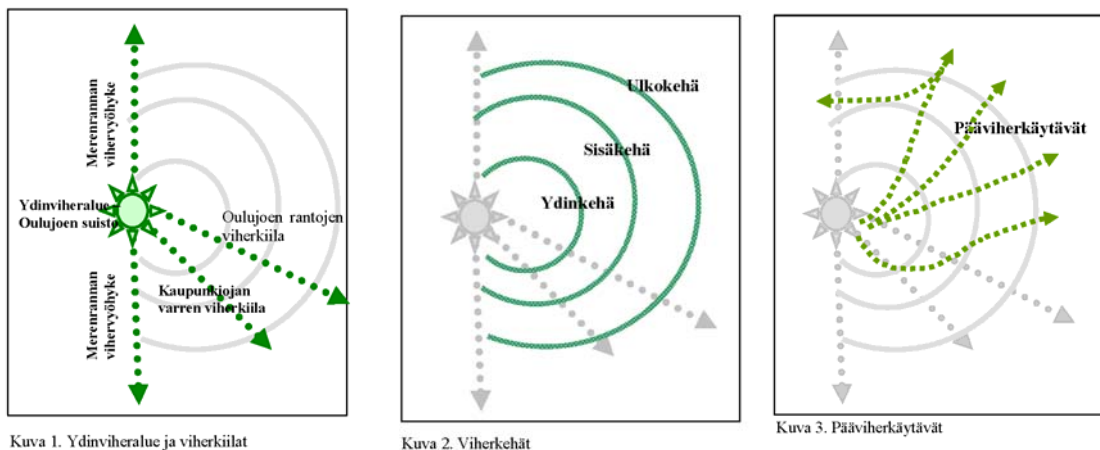 Merenrannan
vihervyöhyke
Ydinviheralue –
Oulujoen suisto
Oulujoen rantojen
viherkiila
Kaupunkiojan
varren viherkiila
Merenrannan
vihervyöhyke
Kuva 1. Ydinviheralue ja viherkiilat
Ulkokehä
Sisäkehä
Ydinkehä
Kuva 2. Viherkehät
Pääviherkäytävät
Kuva 3. Pääviherkäytävät